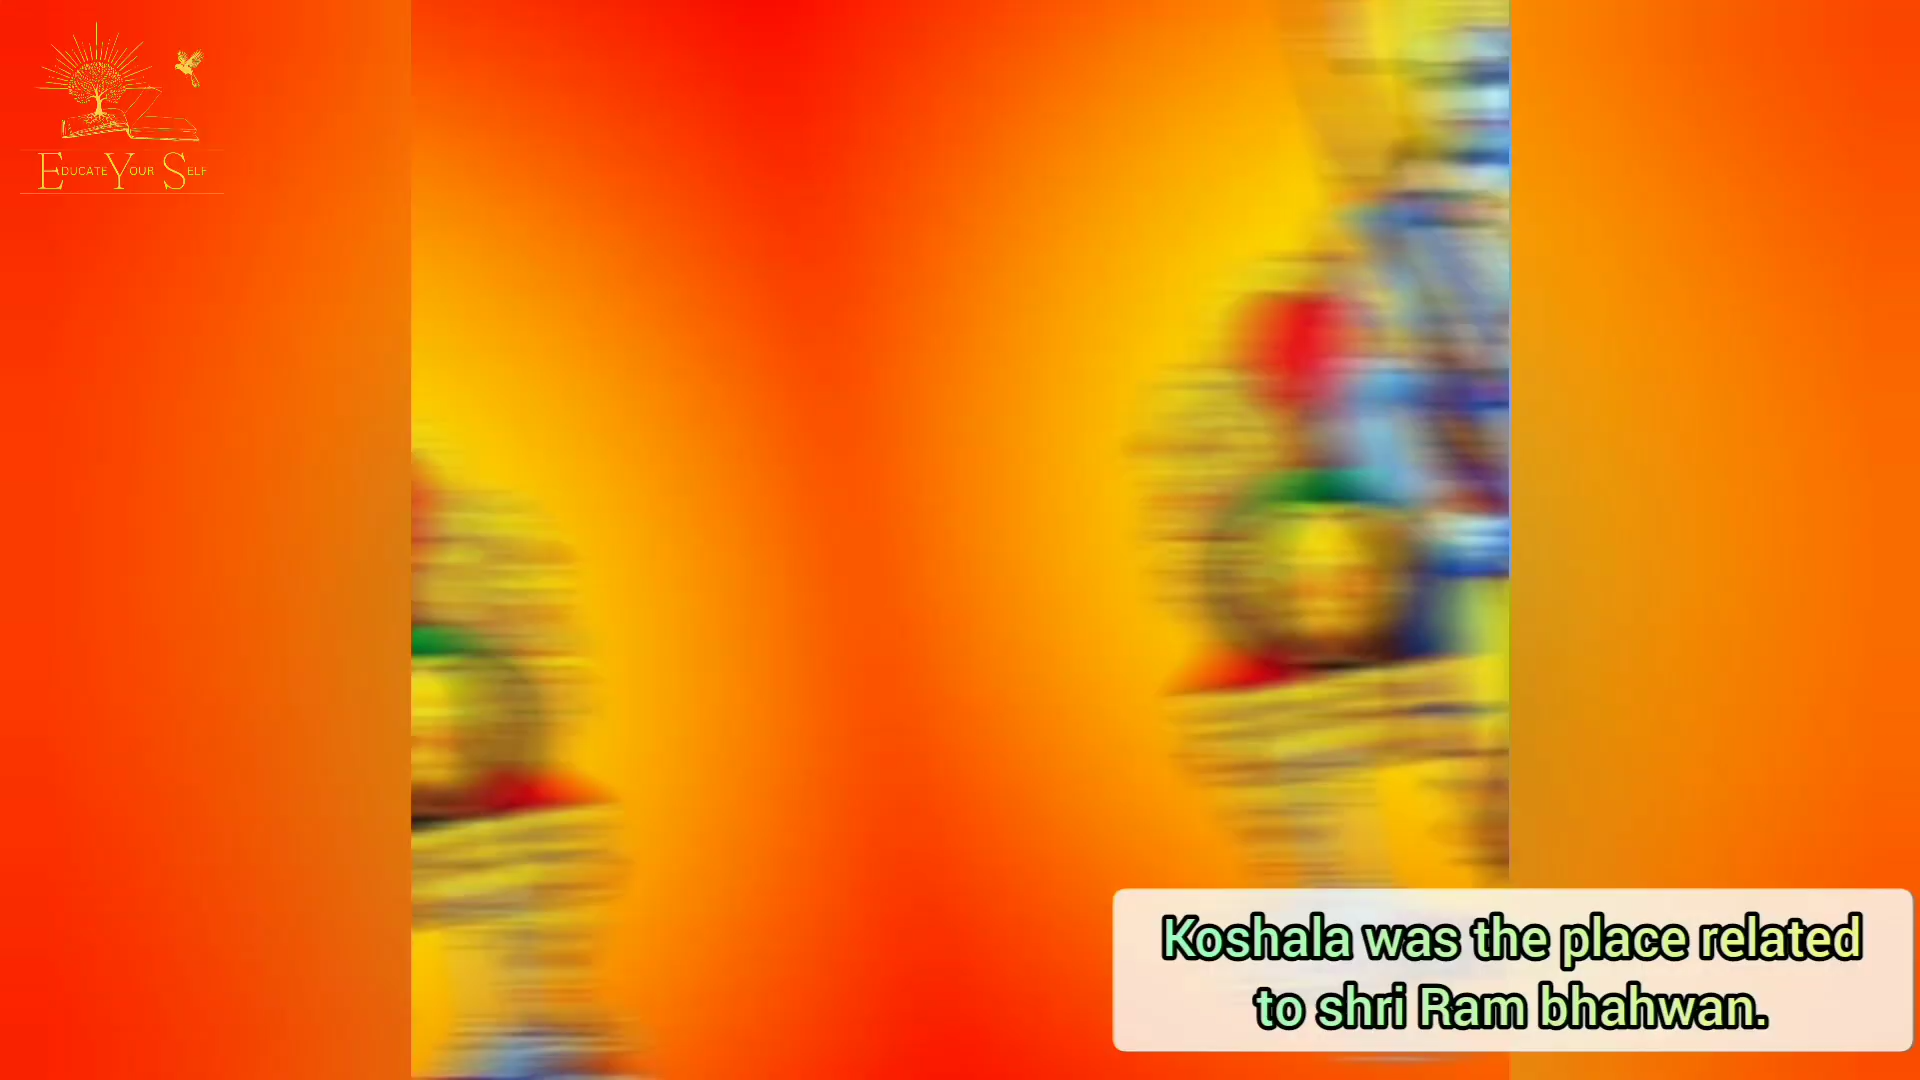 Educate Your Self
Koshala was the place related
to shri Ram bhahwan.